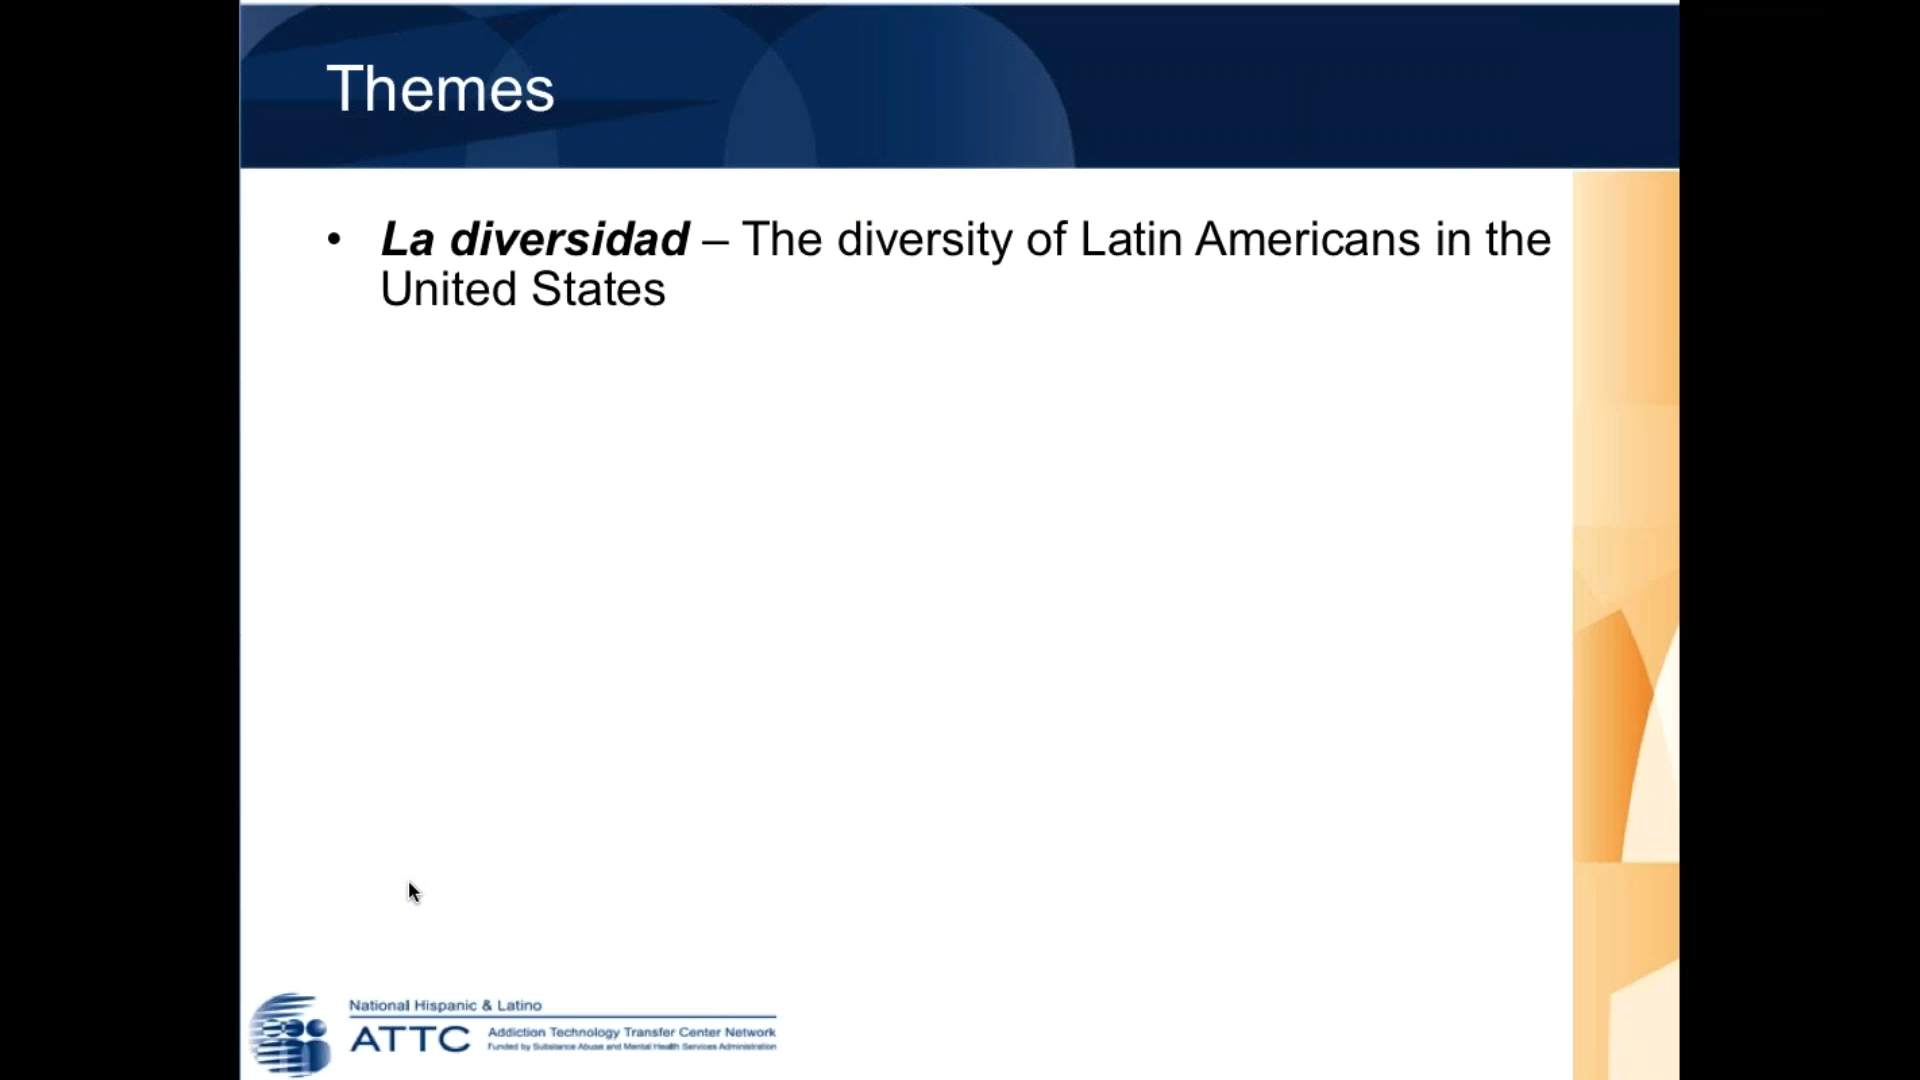 Themes
• La diversidad – The diversity of Latin Americans in the
United States
National Hispanic & Latino
ATTC Addiction Technology Transfer Center Network
Funded by Substance Abuse and Mental Health Services Administration